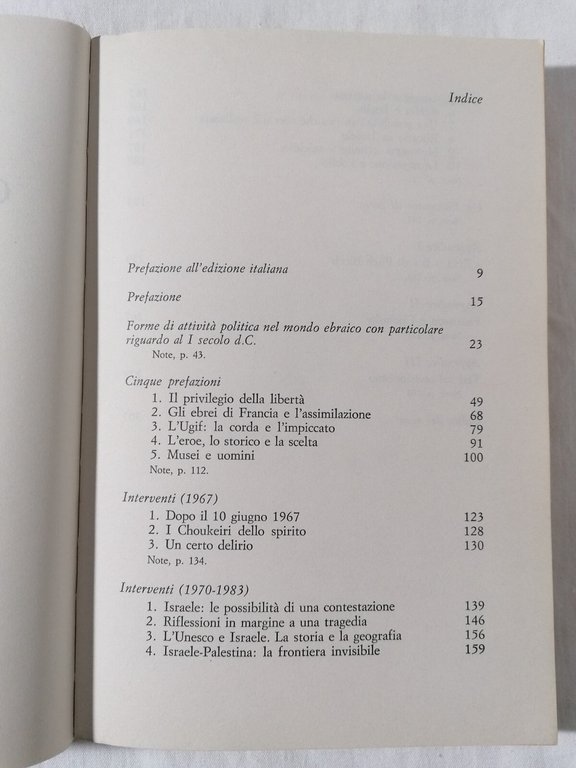 Indice
Prefazione all'edizione italiana 9
Prefazione 15
Forme di attività politica nel mondo ebraico con particolare
riguardo al I secolo d.C. 23
Note, p. 43.
Cinque prefazioni
1. Il privilegio della libertà 49
2. Gli ebrei di Francia e l'assimilazione 68
3. L'Ugif: la corda e l'impiccato 79
4. L'eroe, lo storico e la scelta 91
5. Musei e uomini 100
Note, p. 112.
Interventi (1967)
1. Dopo il 10 giugno 1967 123
2. I Choukeiri dello spirito 128
3. Un certo delirio 130
Note, p. 134.
Interventi (1970-1983)
1. Israele: le possibilità di una contestazione 139
2. Riflessioni in margine a una tragedia 146
3. L'Unesco e Israele. La storia e la geografia 156
4. Israele-Palestina: la frontiera invisibile 159